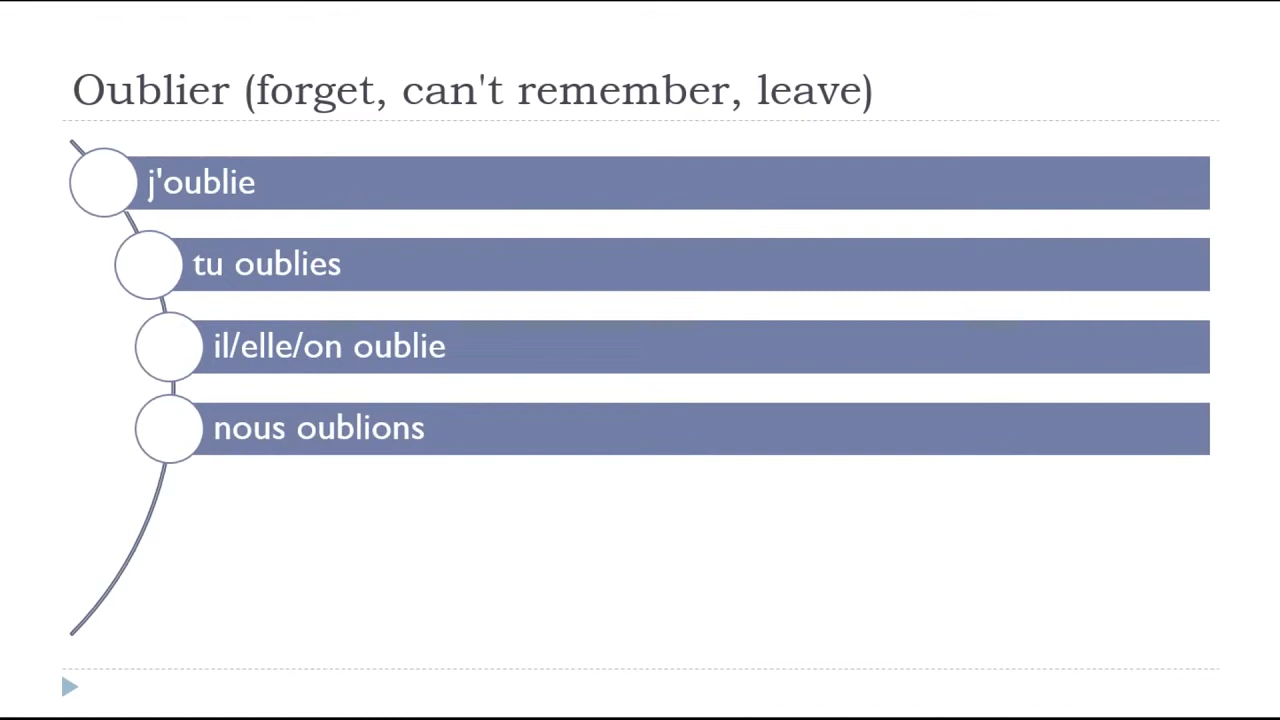 Oublier (forget, can't remember, leave)
j'oublie
tu oublies
il/elle/on oublie
nous oublions